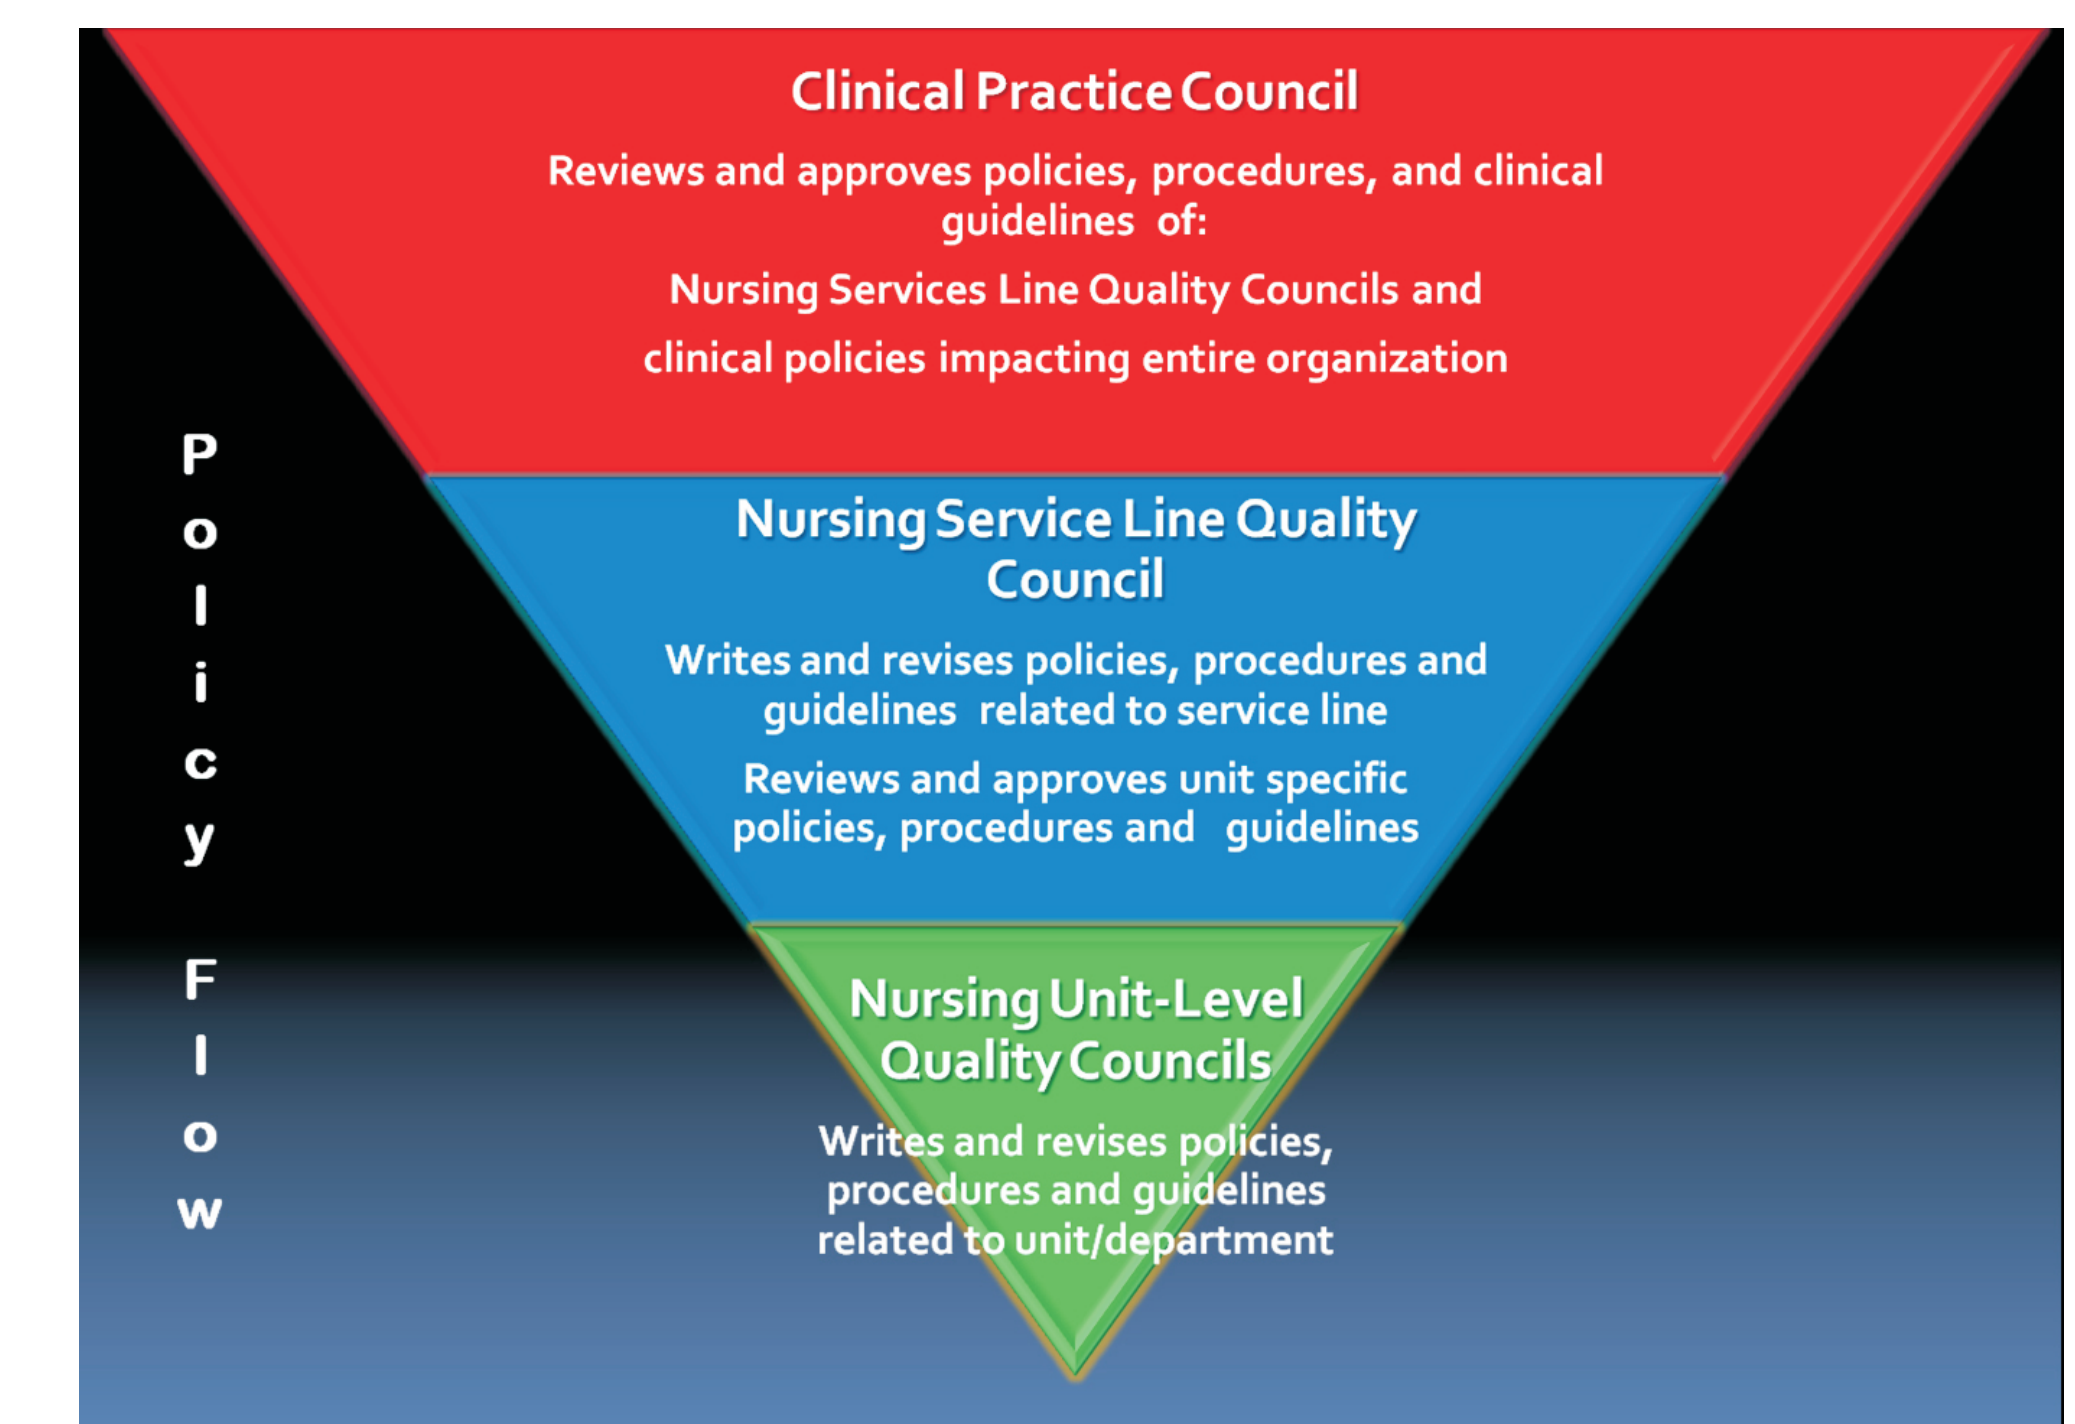 Clinical Practice Council
Reviews and approves policies, procedures, and clinical
guidelines of:
Nursing Services Line Quality Councils and
clinical policies impacting entire organization
Nursing Service Line Quality
Council
Writes and revises policies, procedures and
guidelines related to service line
Reviews and approves unit specific
policies, procedures and guidelines
Nursing Unit-Level
Quality Councils
Writes and revises policies,
procedures and guidelines
related to unit/department
Policy Flow